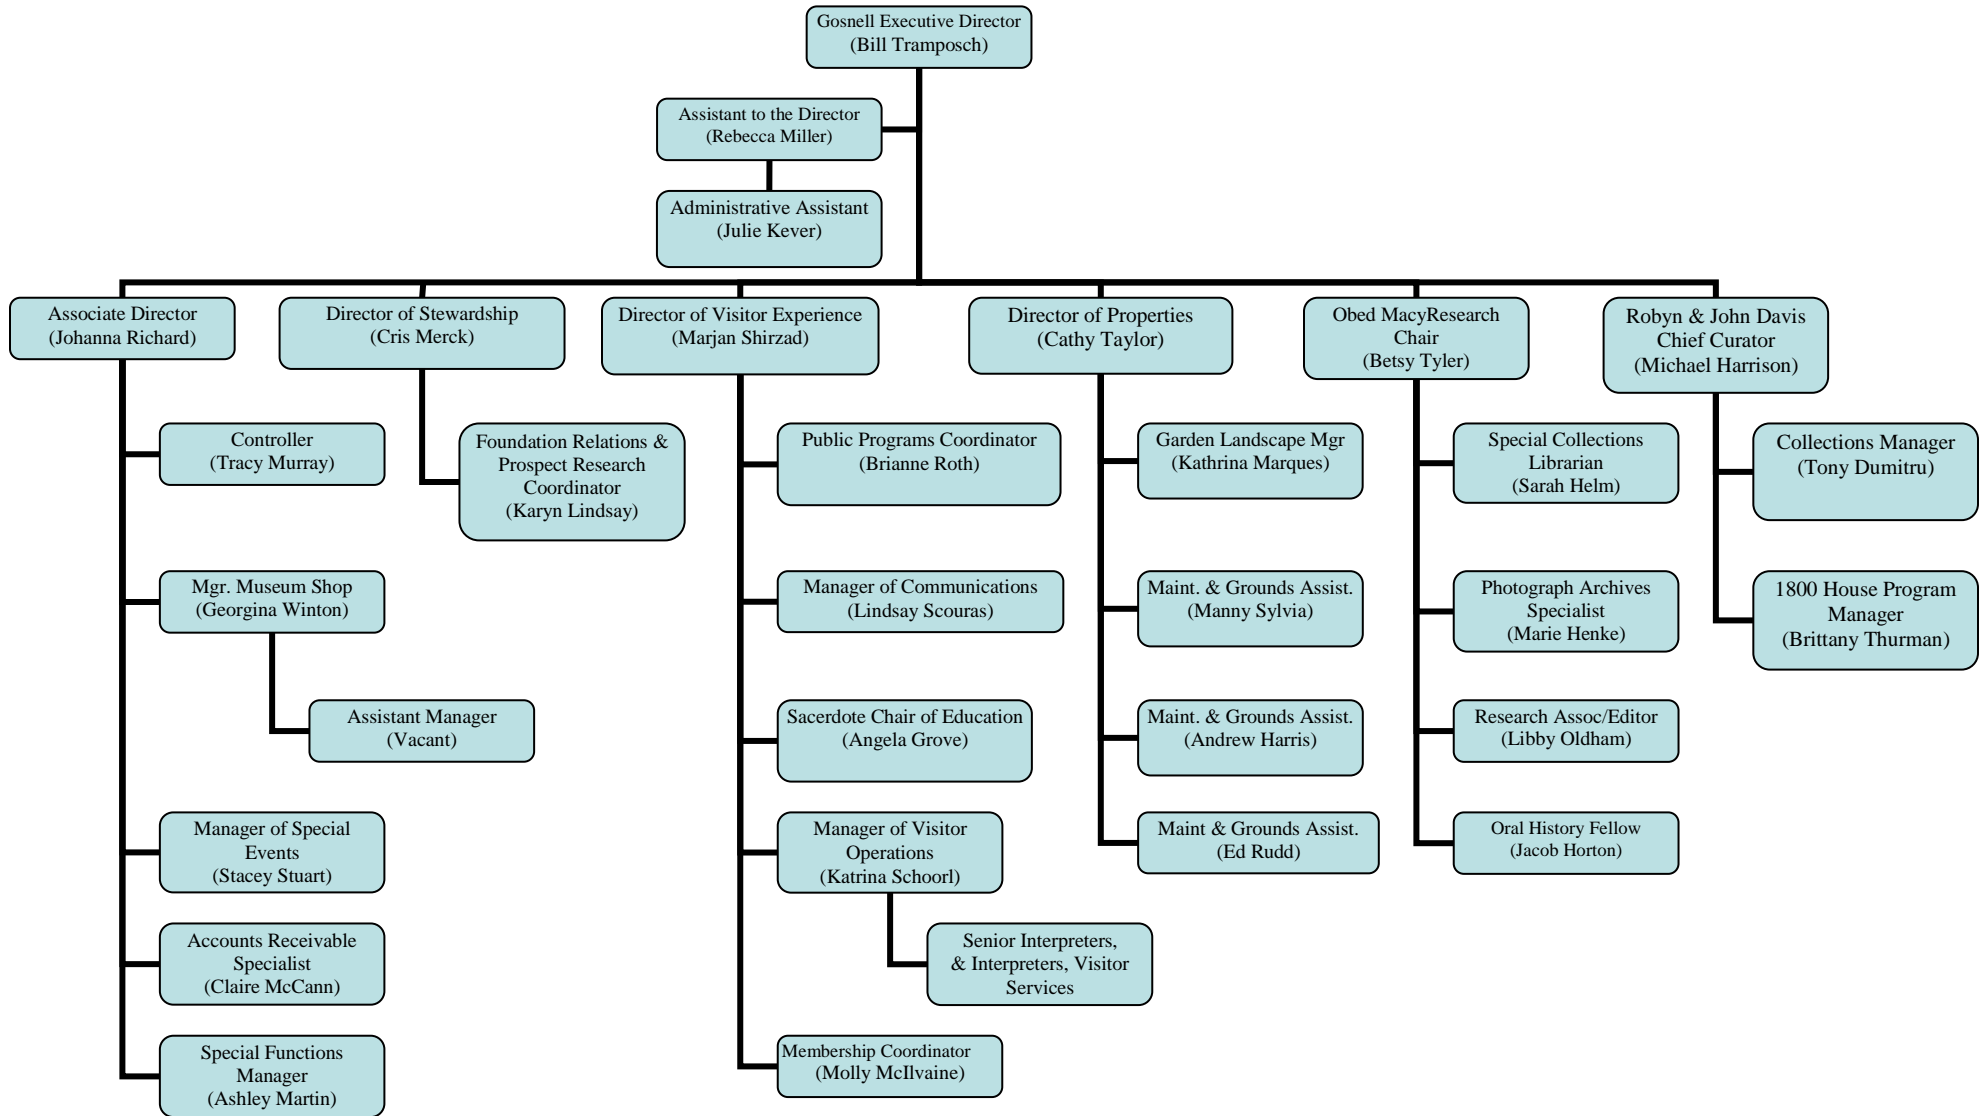 Gosnell Executive Director
(Bill Tramposch)
Assistant to the Director
(Rebecca Miller)
Administrative Assistant
(Julie Kever)
Associate Director
(Johanna Richard)
Director of Stewardship
(Cris Merck)
Director of Visitor Experience
(Marjan Shirzad)
Director of Properties
(Cathy Taylor)
Obed MacyResearch
Chair
(Betsy Tyler)
Robyn & John Davis
Chief Curator
(Michael Harrison)
Controller
(Tracy Murray)
Foundation Relations &
Prospect Research
Coordinator
(Karyn Lindsay)
Public Programs Coordinator
(Brianne Roth)
Garden Landscape Mgr
(Kathrina Marques)
Special Collections
Librarian
(Sarah Helm)
Collections Manager
(Tony Dumitru)
Mgr. Museum Shop
(Georgina Winton)
Manager of Communications
(Lindsay Scouras)
Maint. & Grounds Assist.
(Manny Sylvia)
Photograph Archives
Specialist
(Marie Henke)
1800 House Program
Manager
(Brittany Thurman)
Assistant Manager
(Vacant)
Sacerdote Chair of Education
(Angela Grove)
Maint. & Grounds Assist.
(Andrew Harris)
Research Assoc/Editor
(Libby Oldham)
Manager of Special
Events
(Stacey Stuart)
Manager of Visitor
Operations
(Katrina Schoorl)
Maint & Grounds Assist.
(Ed Rudd)
Oral History Fellow
(Jacob Horton)
Accounts Receivable
Specialist
(Claire McCann)
Senior Interpreters,
& Interpreters, Visitor
Services
Special Functions
Manager
(Ashley Martin)
Membership Coordinator
(Molly McIlvaine)